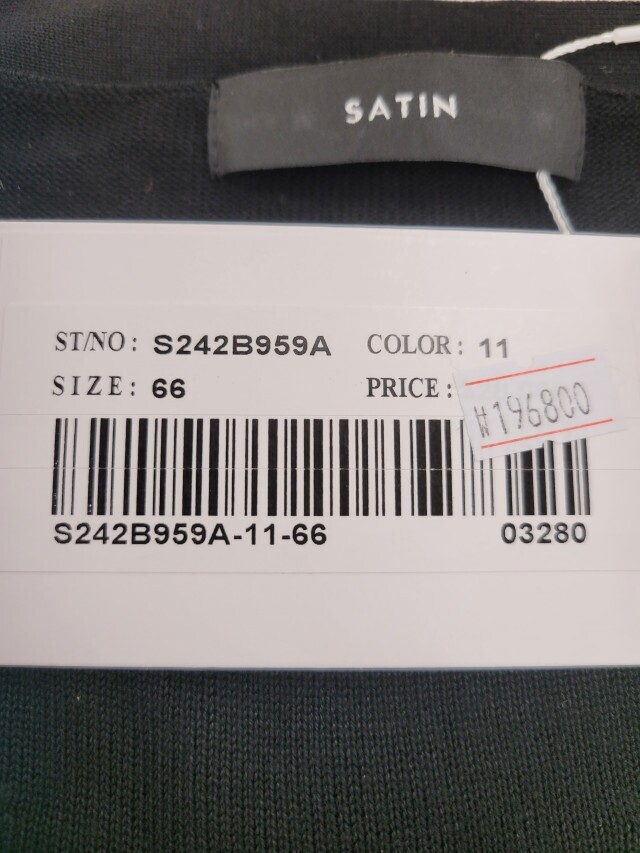 SATIN
ST/NO: S242B959A COLOR: 11
SIZE: 66 PRICE: ₩196800
S242B959A-11-66 03280